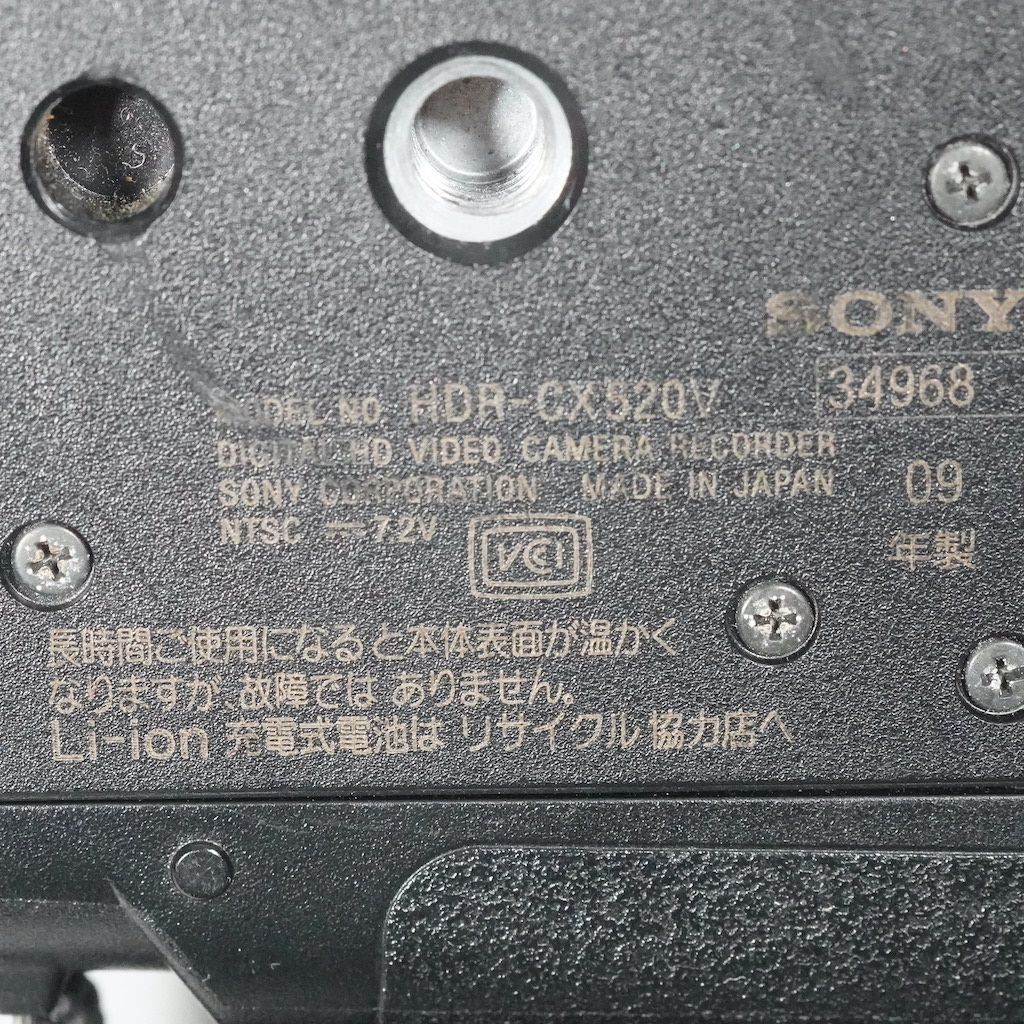 SONY
MODEL NO. HDR-CX520V 34968
DIGITAL HD VIDEO CAMERA RECORDER
SONY CORPORATION MADE IN JAPAN 09
NTSC ⎓7.2V VCI 年製
長時間ご使用になると本体表面が温かく
なりますが、故障では ありません。
Li-ion 充電式電池は リサイクル 協力店へ